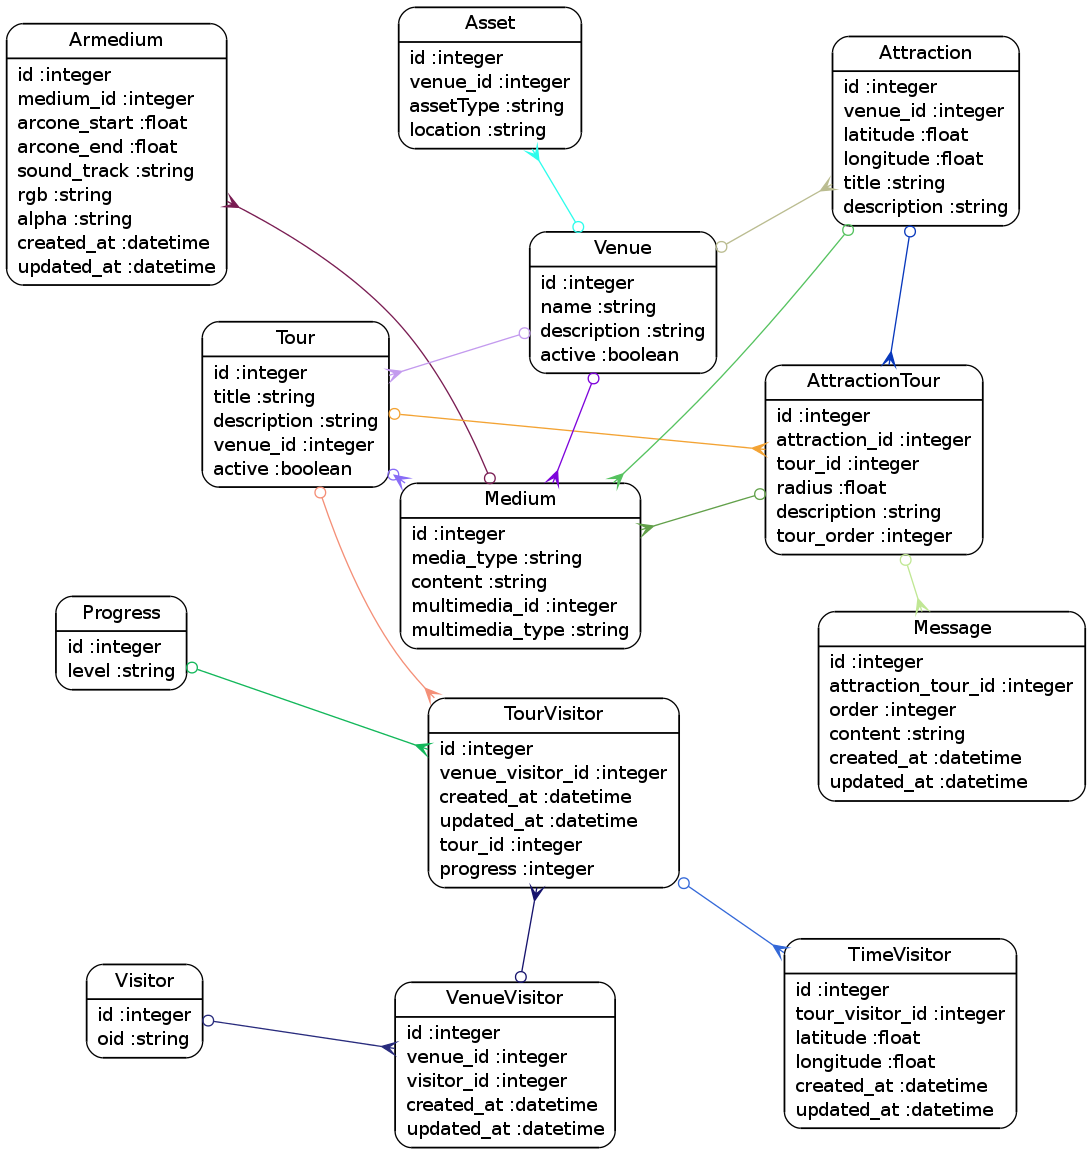 Armedium
id :integer
medium_id :integer
arcone_start :float
arcone_end :float
sound_track :string
rgb :string
alpha :string
created_at :datetime
updated_at :datetime
Asset
id :integer
venue_id :integer
assetType :string
location :string
Attraction
id :integer
venue_id :integer
latitude :float
longitude :float
title :string
description :string
Venue
id :integer
name :string
description :string
active :boolean
Tour
id :integer
title :string
description :string
venue_id :integer
active :boolean
AttractionTour
id :integer
attraction_id :integer
tour_id :integer
radius :float
description :string
tour_order :integer
Medium
id :integer
media_type :string
content :string
multimedia_id :integer
multimedia_type :string
Progress
id :integer
level :string
Message
id :integer
attraction_tour_id :integer
order :integer
content :string
created_at :datetime
updated_at :datetime
TourVisitor
id :integer
venue_visitor_id :integer
created_at :datetime
updated_at :datetime
tour_id :integer
progress :integer
Visitor
id :integer
oid :string
VenueVisitor
id :integer
venue_id :integer
visitor_id :integer
created_at :datetime
updated_at :datetime
TimeVisitor
id :integer
tour_visitor_id :integer
latitude :float
longitude :float
created_at :datetime
updated_at :datetime